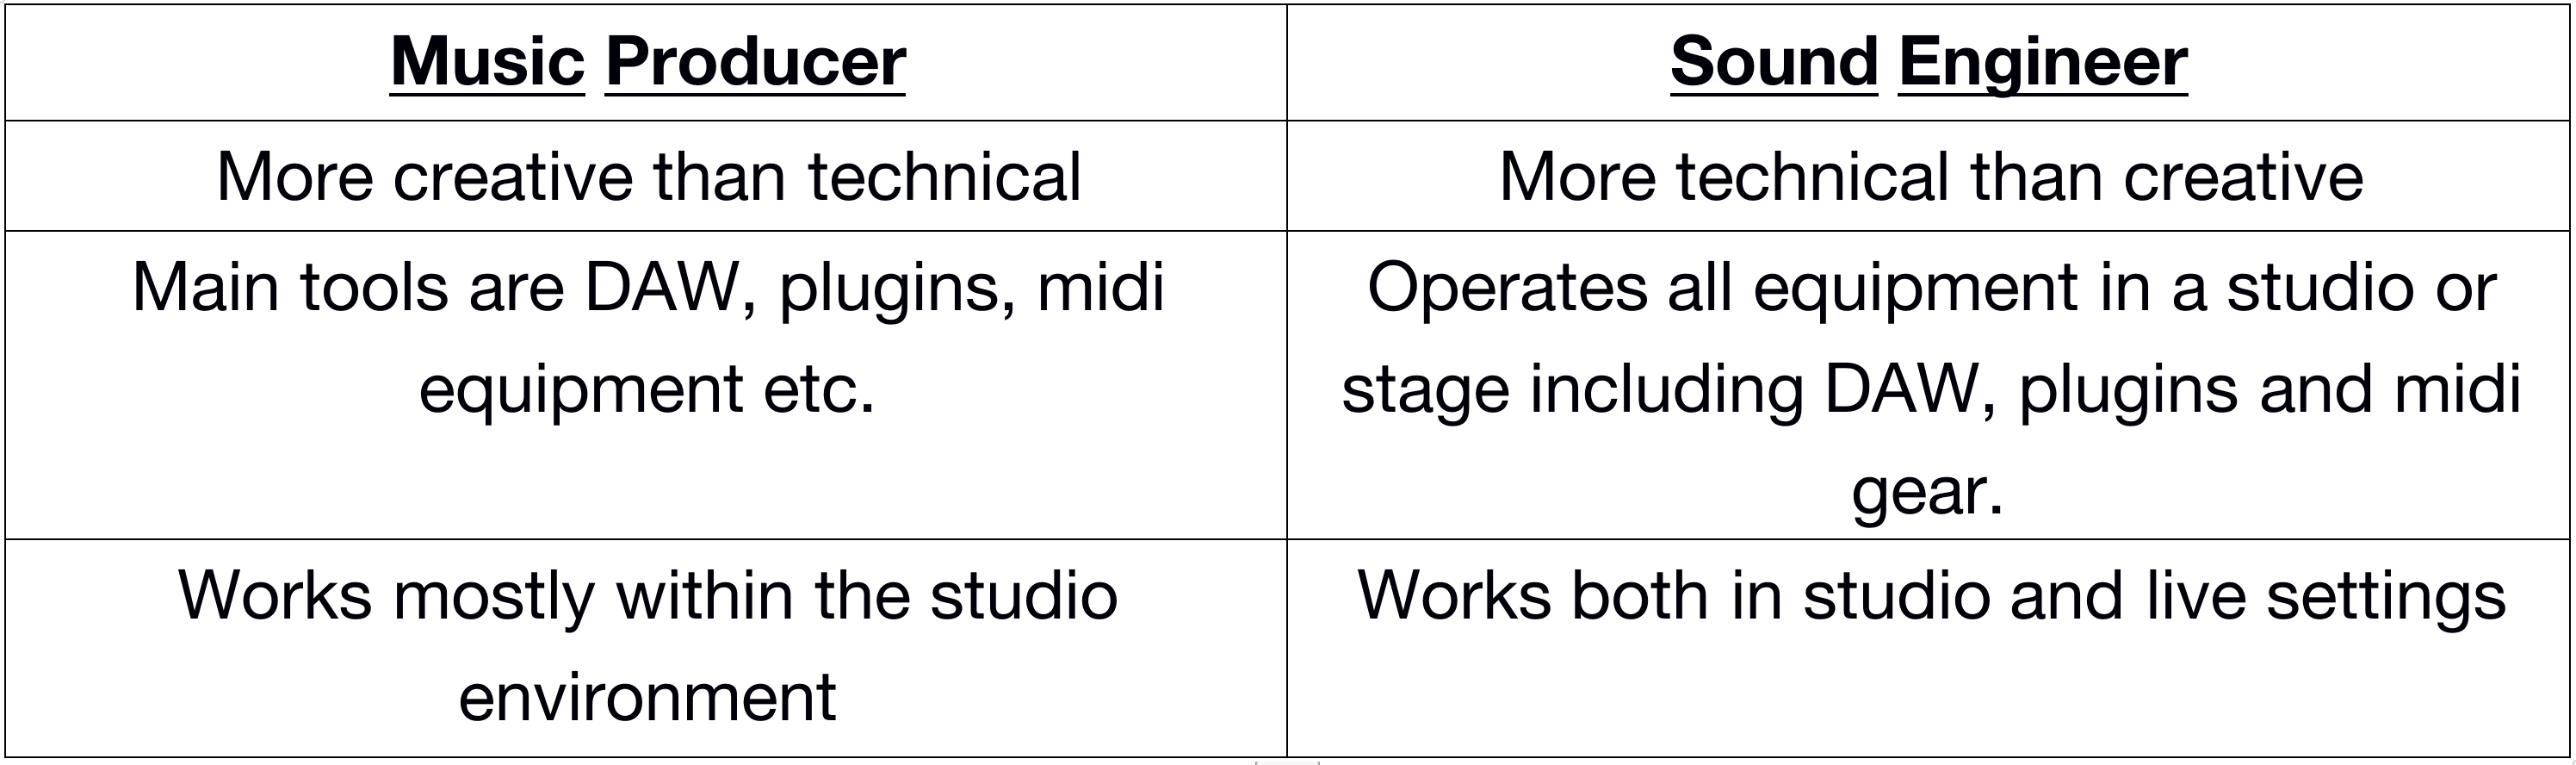 Music Producer
Sound Engineer
More creative than technical
More technical than creative
Main tools are DAW, plugins, midi
equipment etc.
Operates all equipment in a studio or
stage including DAW, plugins and midi
gear.
Works mostly within the studio
environment
Works both in studio and live settings